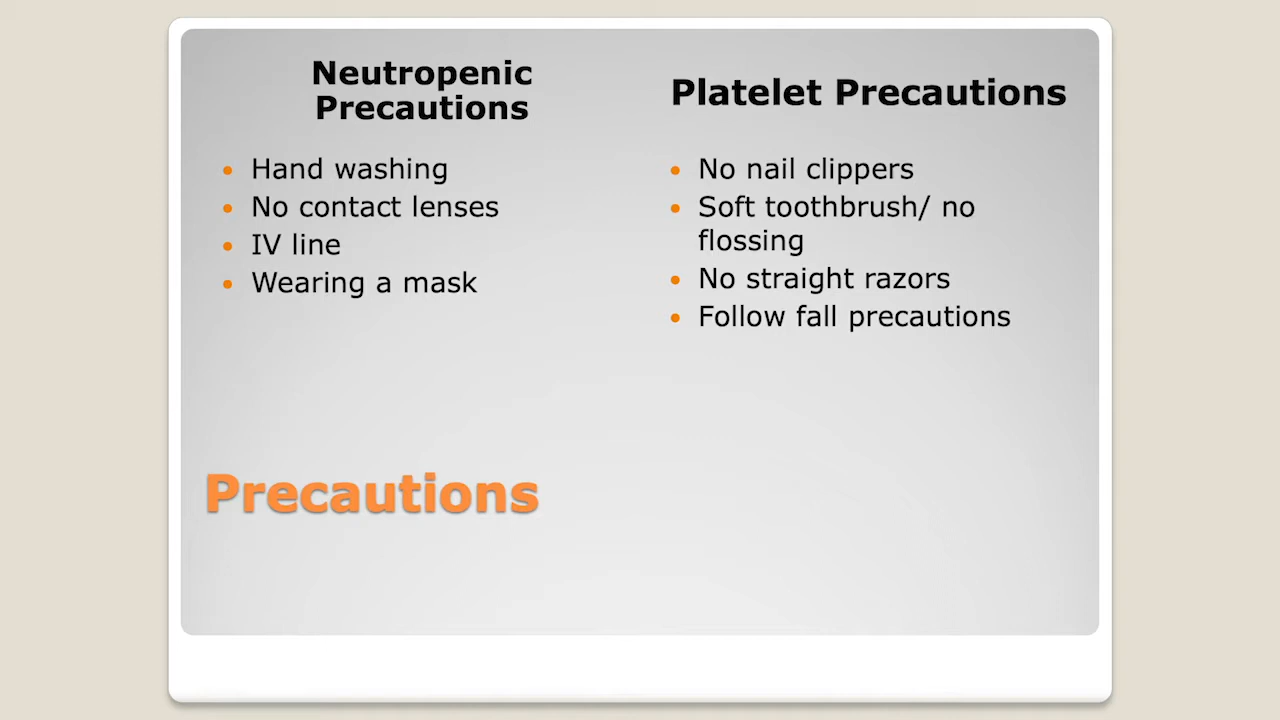 Neutropenic
Precautions
Hand washing
No contact lenses
IV line
Wearing a mask
Platelet Precautions
No nail clippers
Soft toothbrush/ no
flossing
No straight razors
Follow fall precautions
Precautions